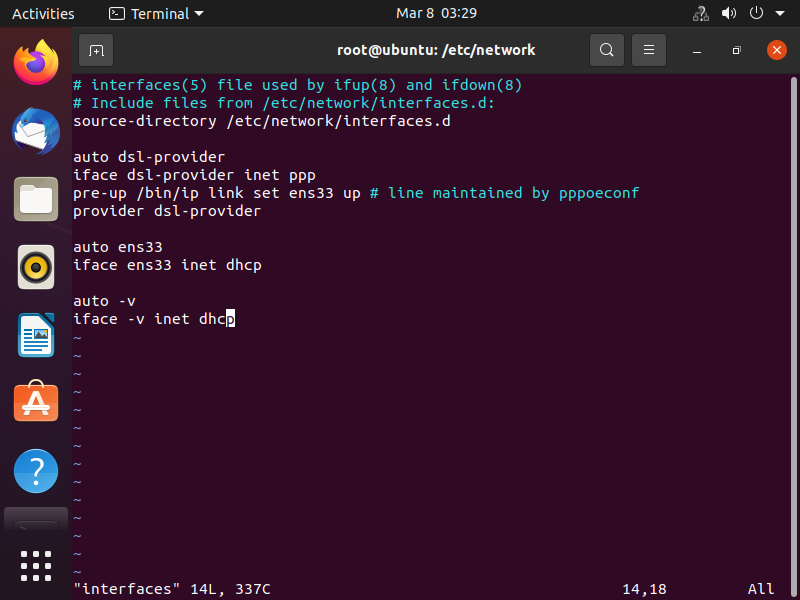 Activities
Terminal
Mar 8 03:29
root@ubuntu: /etc/network
# interfaces(5) file used by ifup(8) and ifdown(8)
# Include files from /etc/network/interfaces.d:
source-directory /etc/network/interfaces.d
auto dsl-provider
iface dsl-provider inet ppp
pre-up /bin/ip link set ens33 up # line maintained by pppoeconf
provider dsl-provider
auto ens33
iface ens33 inet dhcp
auto -v
iface -v inet dhcp
~
~
~
~
~
~
~
~
~
~
~
~
~
~
"interfaces" 14L, 337C 14,18 All